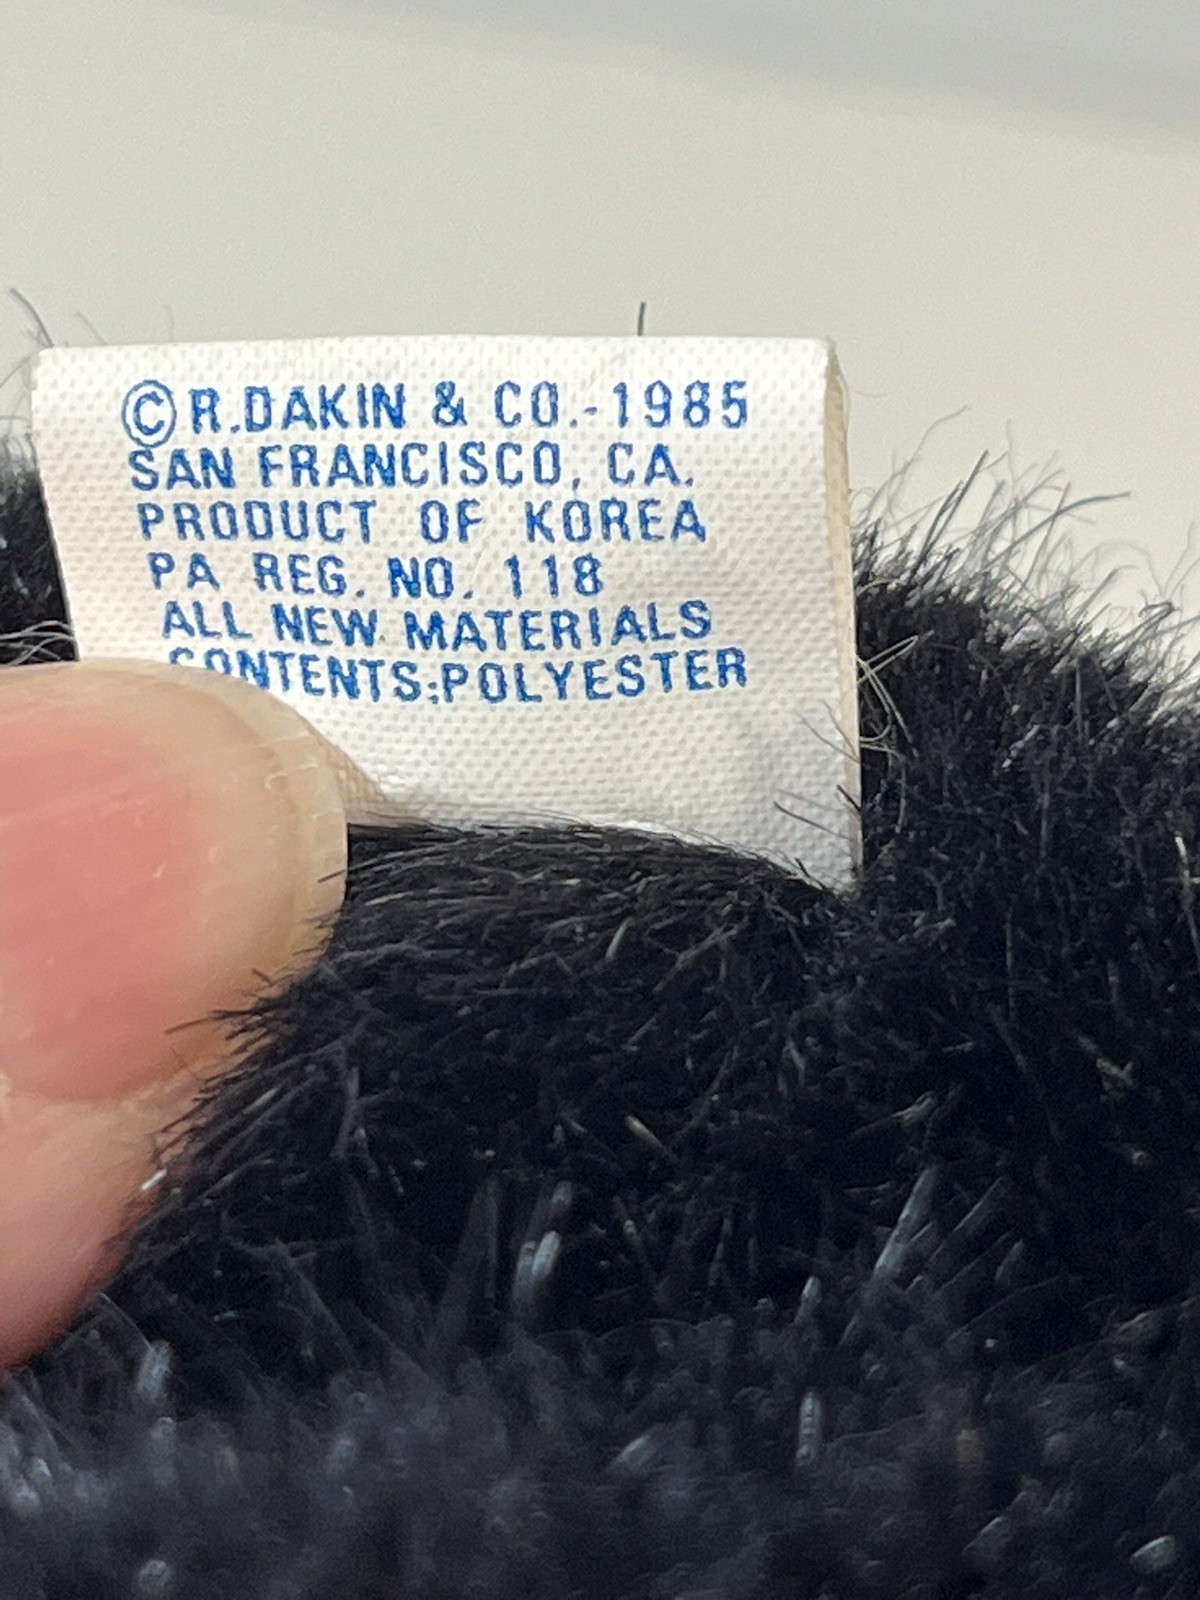 ©R.DAKIN & CO.-1985
SAN FRANCISCO, CA.
PRODUCT OF KOREA
PA REG. NO. 118
ALL NEW MATERIALS
CONTENTS:POLYESTER